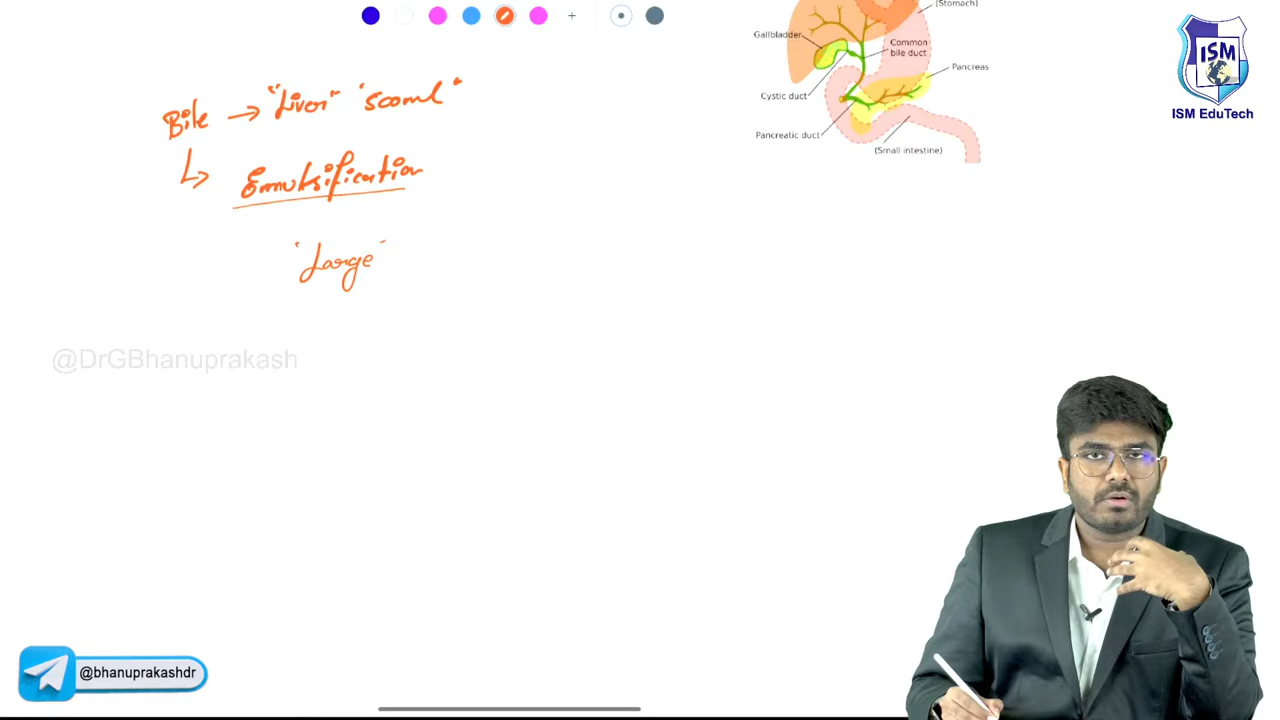 (Stomach)
Gallbladder
Common
bile duct
Pancreas
Cystic duct
Pancreatic duct
(Small intestine)
ISM
ISM EduTech
Bile → "Liver" "500ml"
↳ Emulsification
"Large"
@DrGBhanuprakash
@bhanuprakashdr